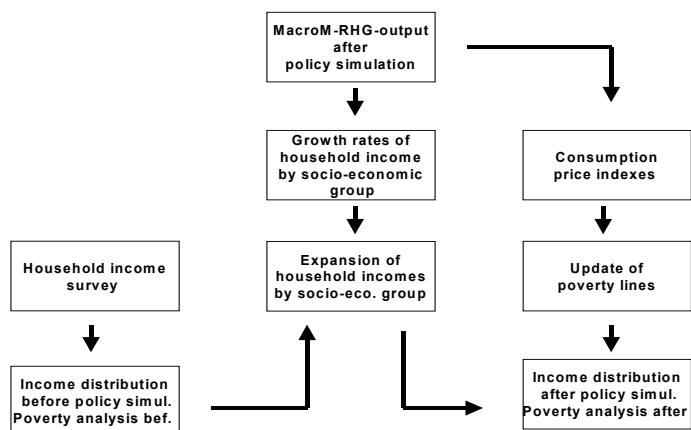 MacroM-RHG-output
after
policy simulation
Growth rates of
household income
by socio-economic
group
Consumption
price indexes
Household income
survey
Expansion of
household incomes
by socio-eco. group
Update of
poverty lines
Income distribution
before policy simul.
Poverty analysis bef.
Income distribution
after policy simul.
Poverty analysis after